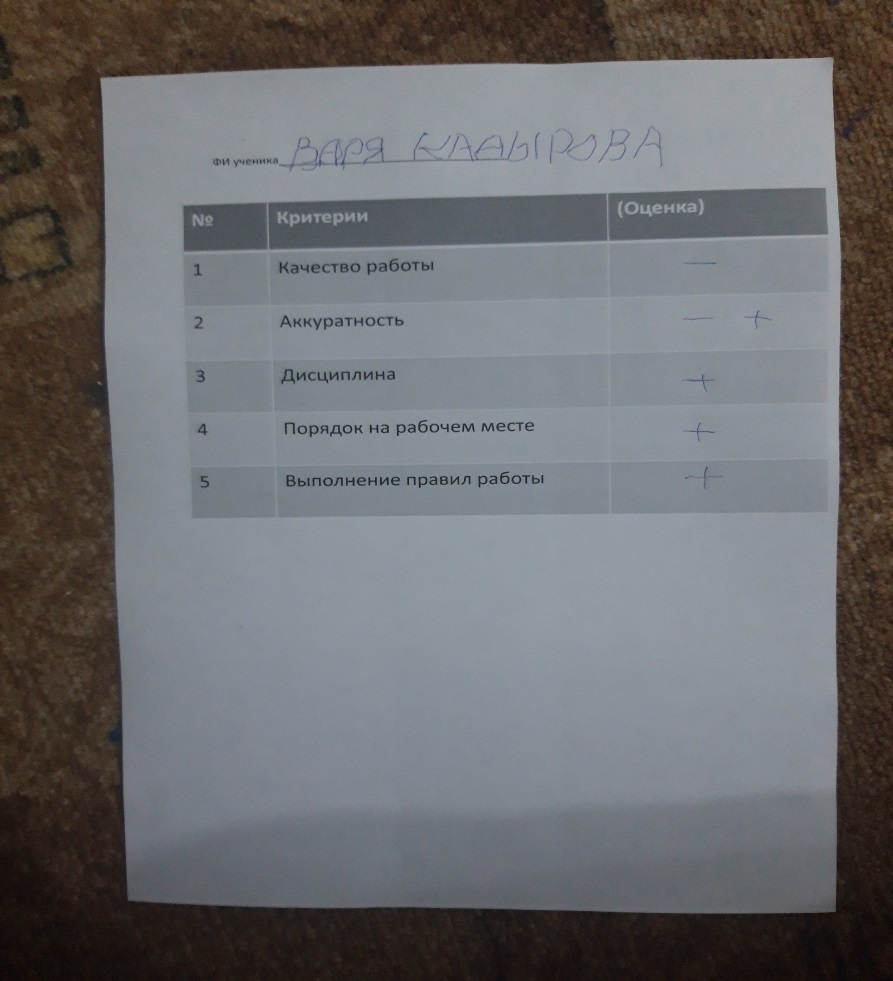 ФИ ученика ВАРЯ КАДЫРОВА
№ Критерии (Оценка)
1 Качество работы —
2 Аккуратность — +
3 Дисциплина +
4 Порядок на рабочем месте +
5 Выполнение правил работы +